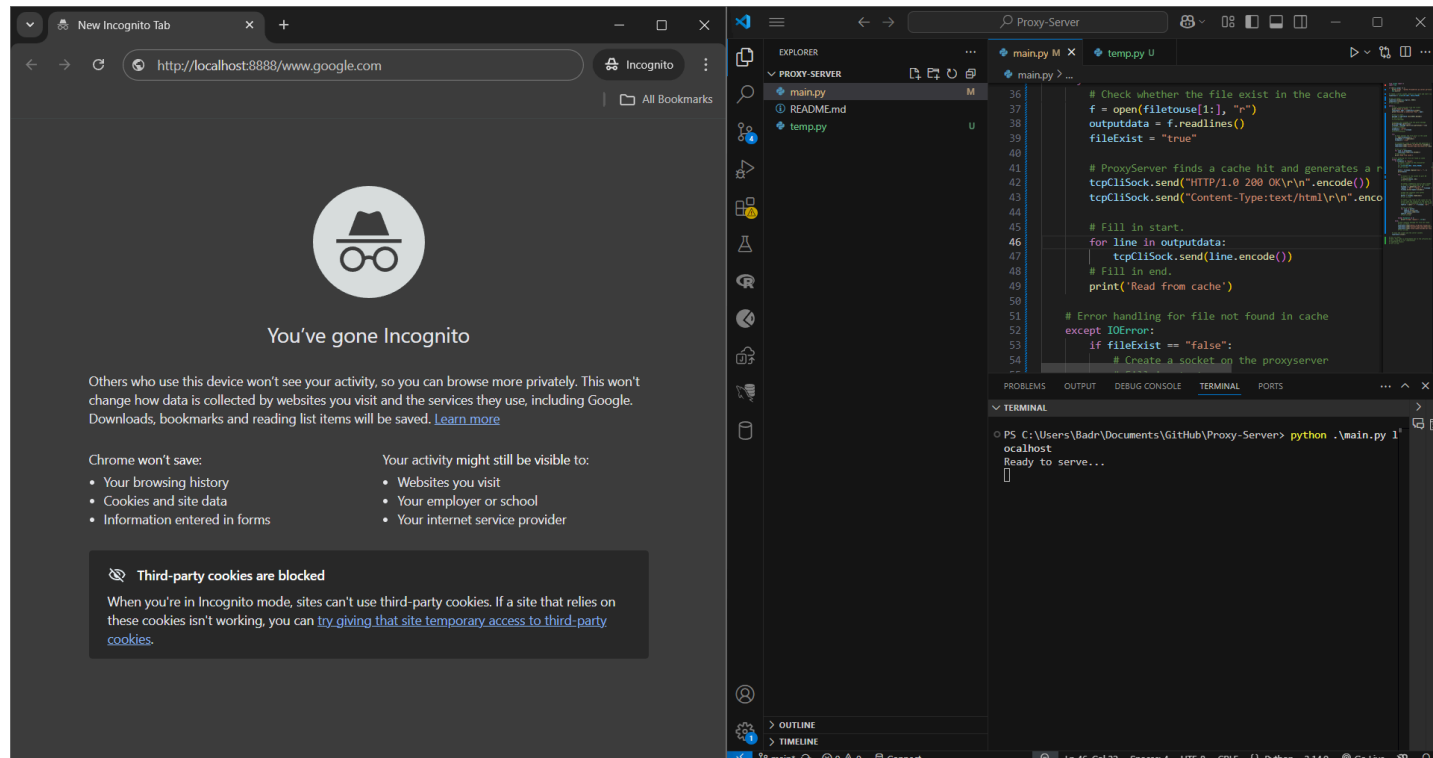 New Incognito Tab
http://localhost:8888/www.google.com
Incognito
All Bookmarks
You've gone Incognito
Others who use this device won't see your activity, so you can browse more privately. This won't
change how data is collected by websites you visit and the services they use, including Google.
Downloads, bookmarks and reading list items will be saved. Learn more
Chrome won't save:
• Your browsing history
• Cookies and site data
• Information entered in forms
Your activity might still be visible to:
• Websites you visit
• Your employer or school
• Your internet service provider
Third-party cookies are blocked
When you're in Incognito mode, sites can't use third-party cookies. If a site that relies on
these cookies isn't working, you can try giving that site temporary access to third-party
cookies.
Proxy-Server
EXPLORER
PROXY-SERVER
main.py M
README.md
temp.py U
4
1
main.py M
temp.py U
main.py > ...
36 # Check whether the file exist in the cache
37 f = open(filetouse[1:], "r")
38 outputdata = f.readlines()
39 fileExist = "true"
40
41 # ProxyServer finds a cache hit and generates a r
42 tcpCliSock.send("HTTP/1.0 200 OK\r\n".encode())
43 tcpCliSock.send("Content-Type:text/html\r\n".enco
44
45 # Fill in start.
46 for line in outputdata:
47 tcpCliSock.send(line.encode())
48 # Fill in end.
49 print('Read from cache')
50
51 # Error handling for file not found in cache
52 except IOError:
53 if fileExist == "false":
54 # Create a socket on the proxyserver
PROBLEMS OUTPUT DEBUG CONSOLE TERMINAL PORTS
TERMINAL
PS C:\Users\Badr\Documents\GitHub\Proxy-Server> python .\main.py l
ocalhost
Ready to serve...
OUTLINE
TIMELINE